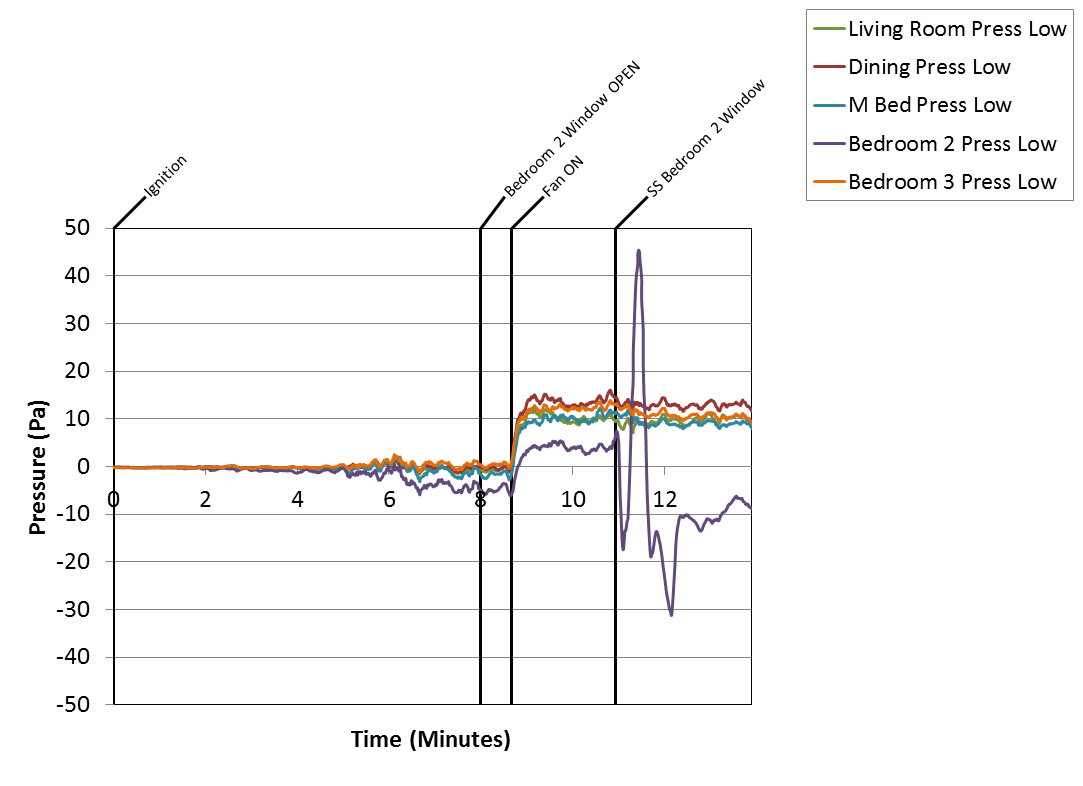 Living Room Press Low
Dining Press Low
M Bed Press Low
Bedroom 2 Press Low
Bedroom 3 Press Low
Ignition
Bedroom 2 Window OPEN
Fan ON
SS Bedroom 2 Window
50
40
30
20
10
0
-10
-20
-30
-40
-50
0 2 4 6 8 10 12
Pressure (Pa)
Time (Minutes)